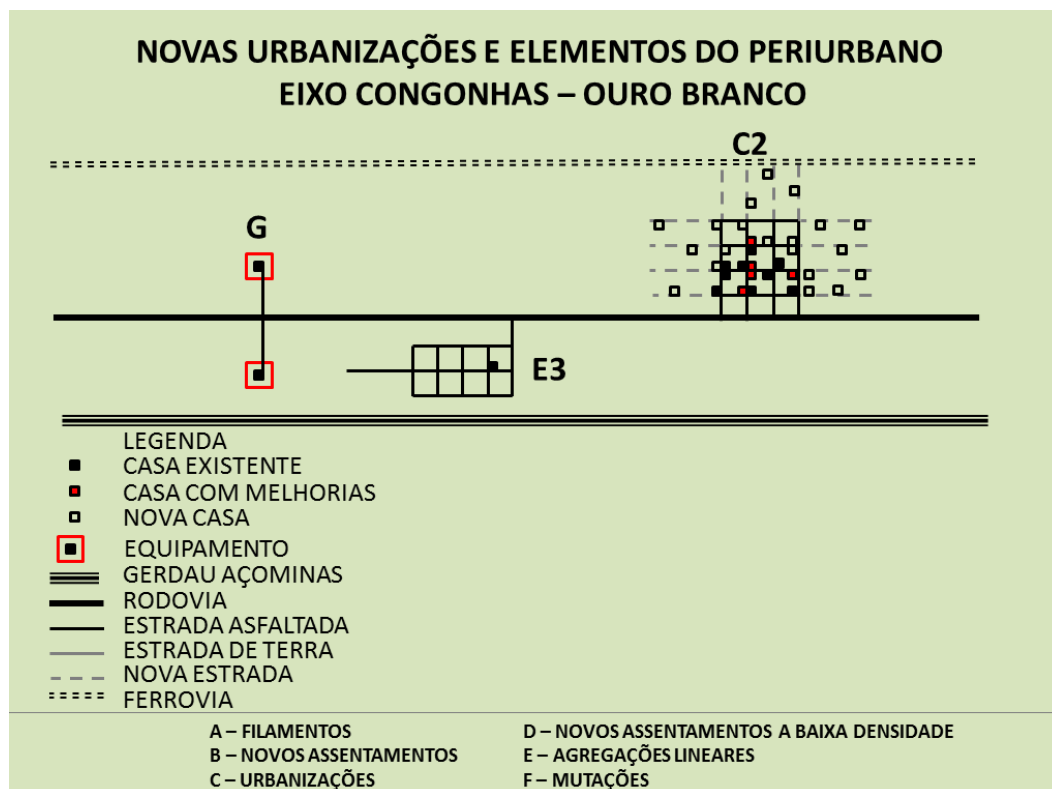 NOVAS URBANIZAÇÕES E ELEMENTOS DO PERIURBANO
EIXO CONGONHAS – OURO BRANCO
C2
G
E3
LEGENDA
CASA EXISTENTE
CASA COM MELHORIAS
NOVA CASA
EQUIPAMENTO
GERDAU AÇOMINAS
RODOVIA
ESTRADA ASFALTADA
ESTRADA DE TERRA
NOVA ESTRADA
FERROVIA
A – FILAMENTOS
B – NOVOS ASSENTAMENTOS
C – URBANIZAÇÕES
D – NOVOS ASSENTAMENTOS A BAIXA DENSIDADE
E – AGREGAÇÕES LINEARES
F – MUTAÇÕES